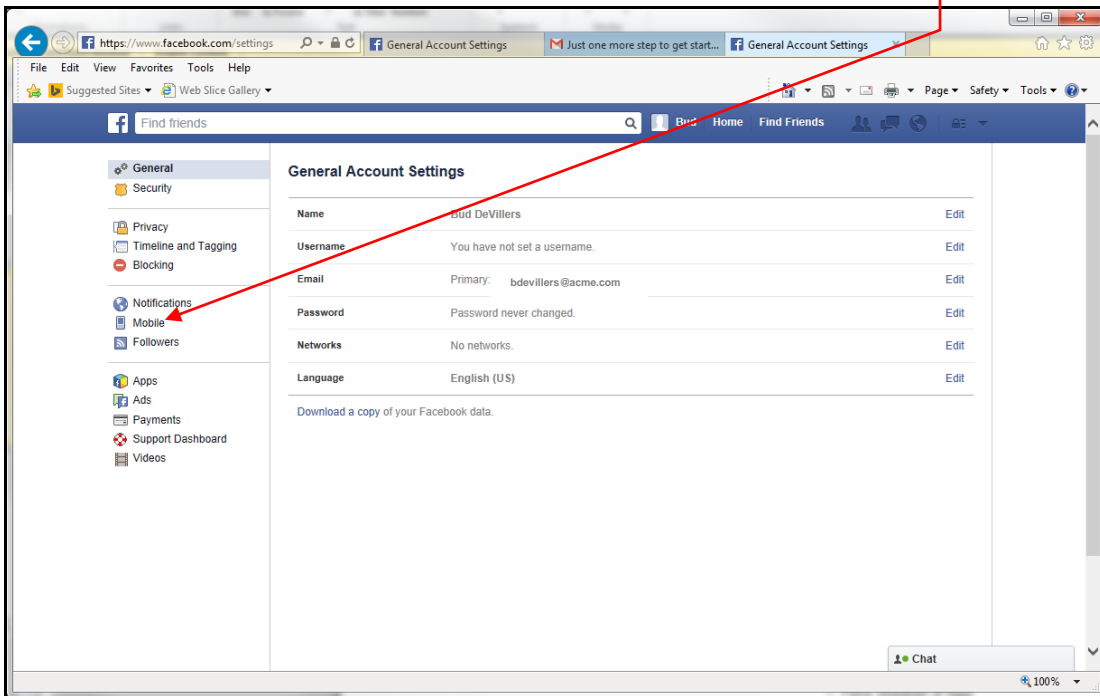 https://www.facebook.com/settings
General Account Settings
Just one more step to get start...
General Account Settings
File Edit View Favorites Tools Help
Suggested Sites Web Slice Gallery
Page Safety Tools
Find friends
Bud Home Find Friends
General
Security
Privacy
Timeline and Tagging
Blocking
Notifications
Mobile
Followers
Apps
Ads
Payments
Support Dashboard
Videos
General Account Settings
Name Bud DeVillers Edit
Username You have not set a username. Edit
Email Primary: bdevillers@acme.com Edit
Password Password never changed. Edit
Networks No networks. Edit
Language English (US) Edit
Download a copy of your Facebook data.
Chat
100%